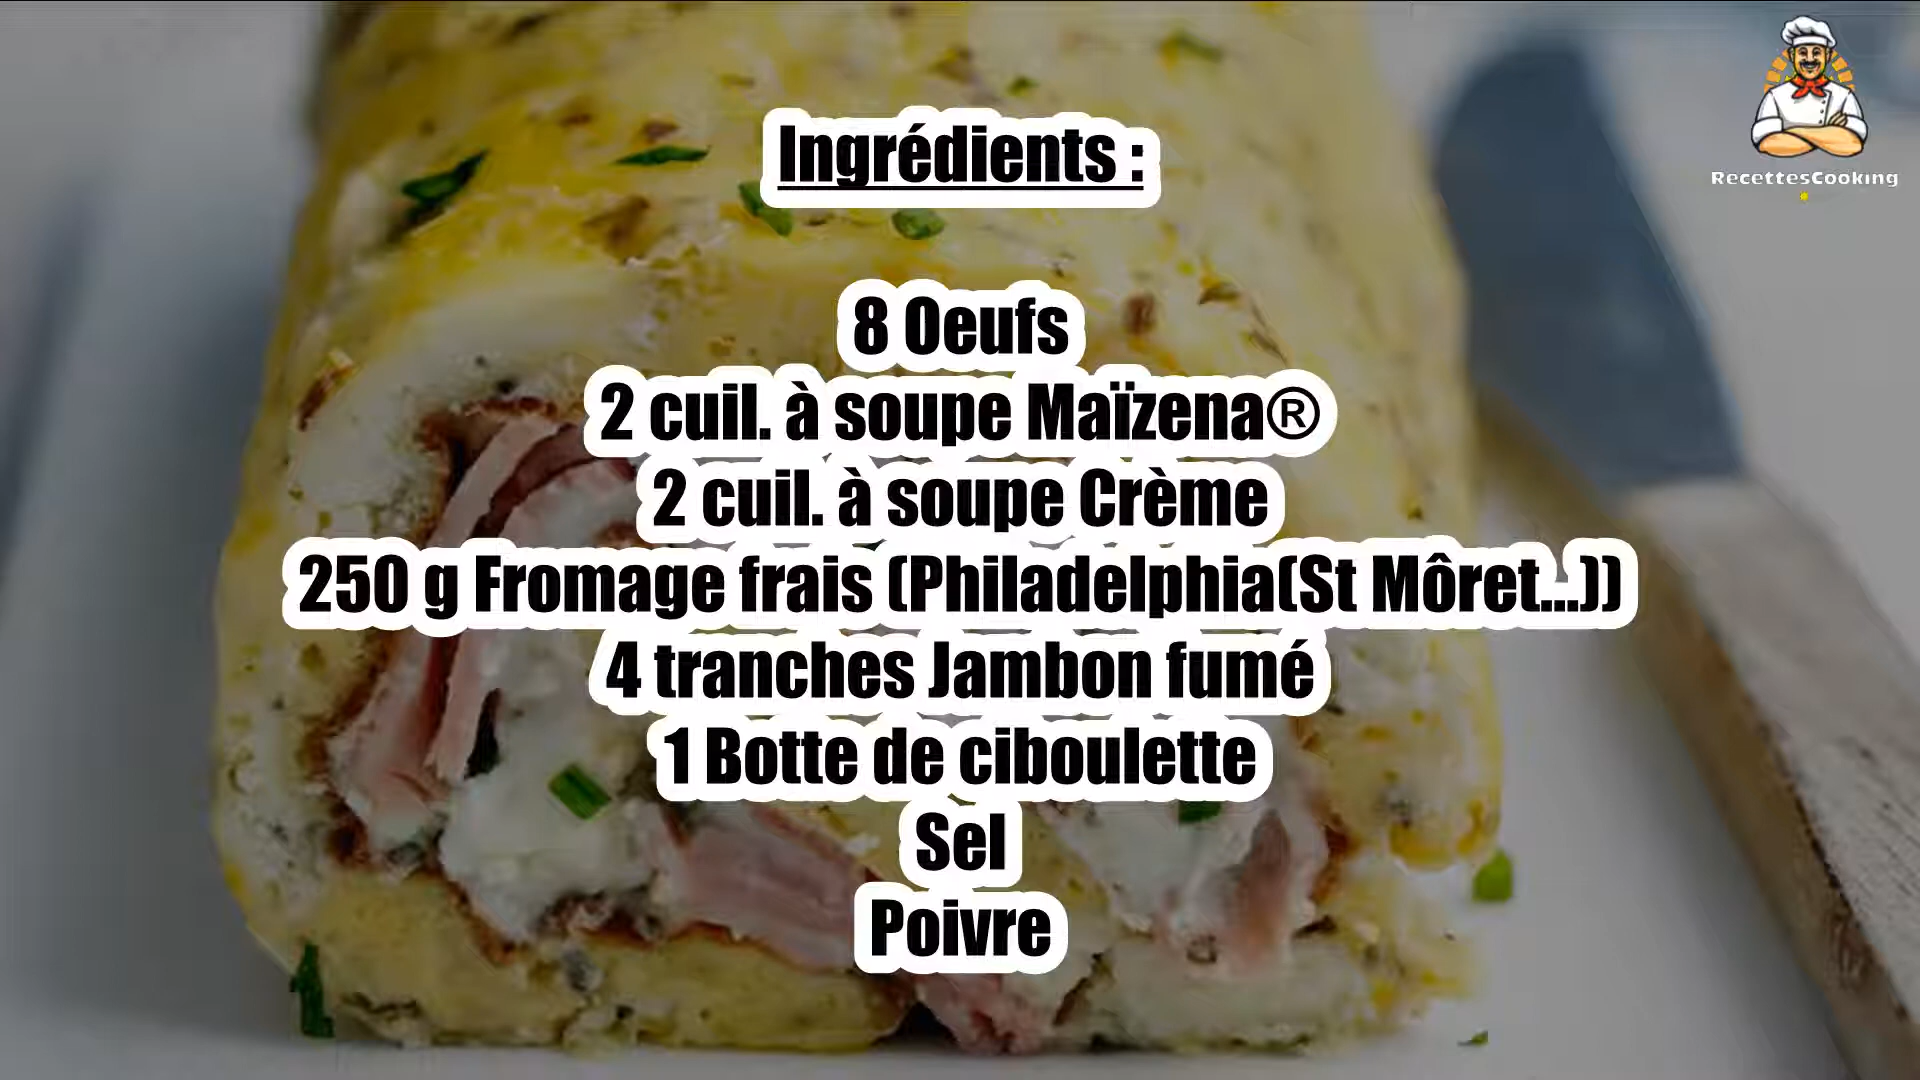 Ingrédients :
8 Oeufs
2 cuil. à soupe Maïzena®
2 cuil. à soupe Crème
250 g Fromage frais (Philadelphia(St Môret...))
4 tranches Jambon fumé
1 Botte de ciboulette
Sel
Poivre
RecettesCooking